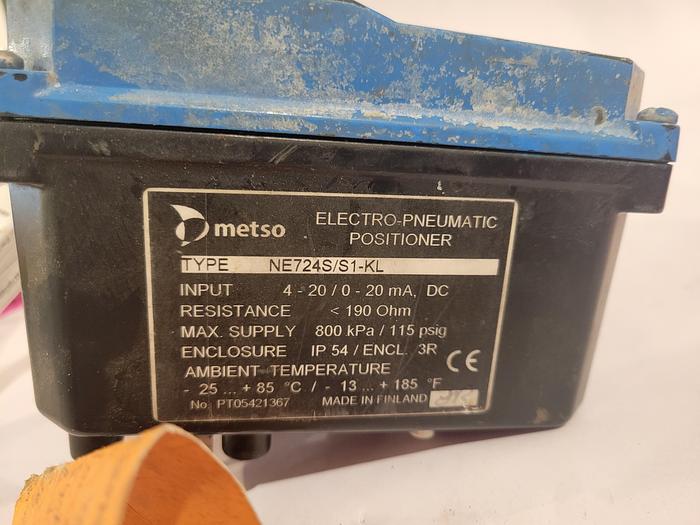 metso
ELECTRO-PNEUMATIC
POSITIONER
TYPE NE724S/S1-KL
INPUT 4 - 20 / 0 - 20 mA, DC
RESISTANCE < 190 Ohm
MAX. SUPPLY 800 kPa / 115 psig
ENCLOSURE IP 54 / ENCL. 3R
AMBIENT TEMPERATURE CE
- 25 ... + 85 °C / - 13 ... + 185 °F
No PT05421367 MADE IN FINLAND